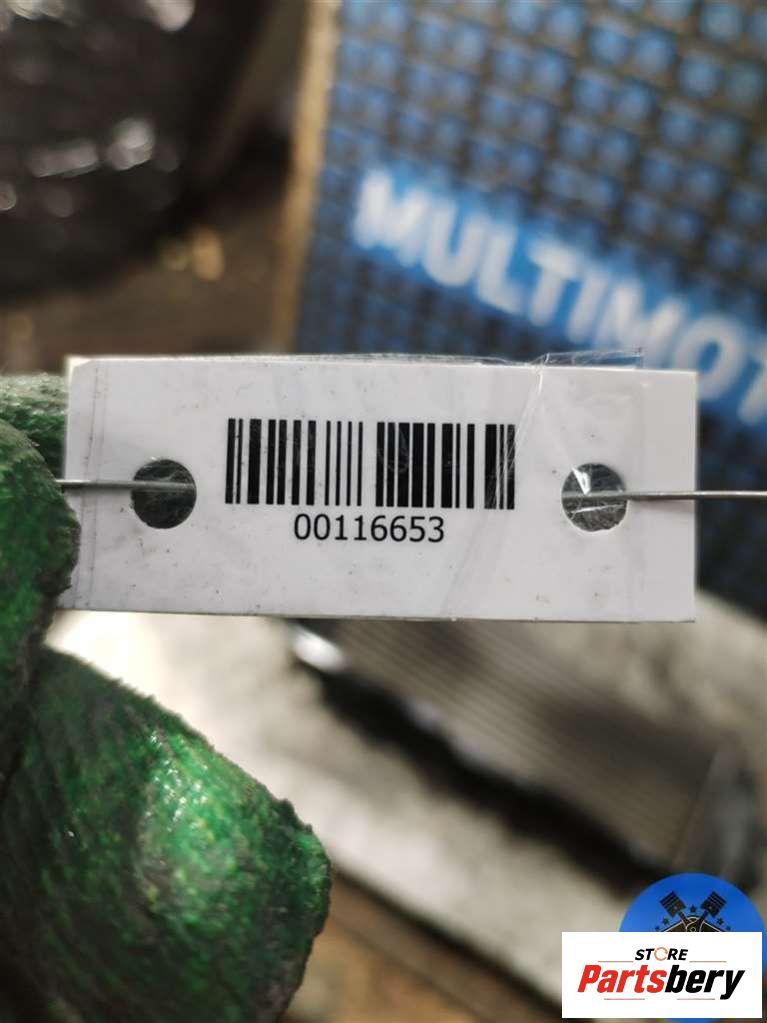 MULTIMOT
00116653
STORE
Partsbery